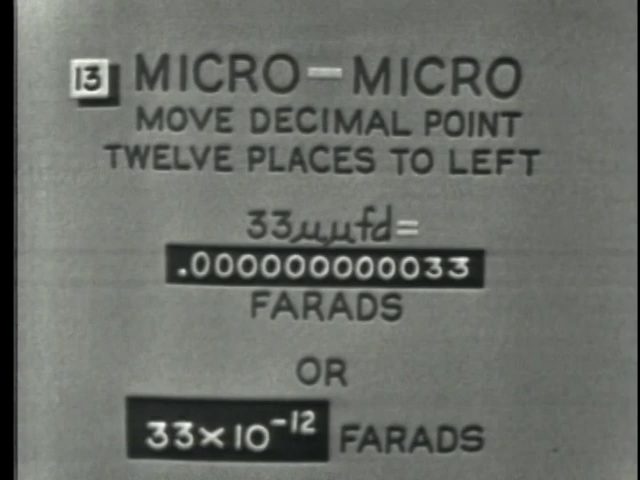 13 MICRO-MICRO
MOVE DECIMAL POINT
TWELVE PLACES TO LEFT
33μμfd=
.000000000033
FARADS
OR
33×10⁻¹² FARADS